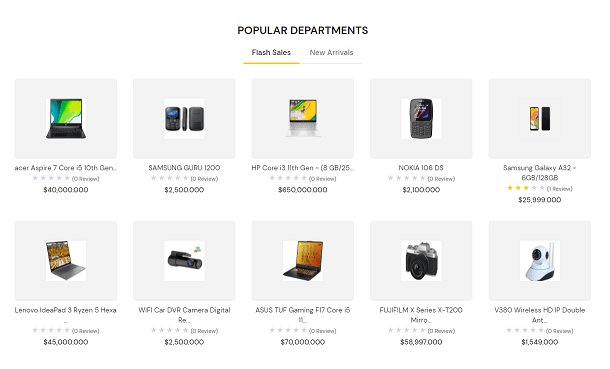 POPULAR DEPARTMENTS
Flash Sales
New Arrivals
acer Aspire 7 Core i5 10th Gen...
(0 Review)
$40,000.000
SAMSUNG GURU 1200
(0 Review)
$2,500.000
HP Core i3 11th Gen - (8 GB/25...
(0 Review)
$650,000.000
NOKIA 106 DS
(0 Review)
$2,100.000
Samsung Galaxy A32 -
6GB/128GB
(1 Review)
$25,999.000
Lenovo IdeaPad 3 Ryzen 5 Hexa
...
(0 Review)
$45,000.000
WIFI Car DVR Camera Digital
Re...
(0 Review)
$2,500.000
ASUS TUF Gaming F17 Core i5
11...
(0 Review)
$70,000.000
FUJIFILM X Series X-T200
Mirro...
(0 Review)
$58,997.000
V380 Wireless HD IP Double
Ant...
(0 Review)
$1,549.000